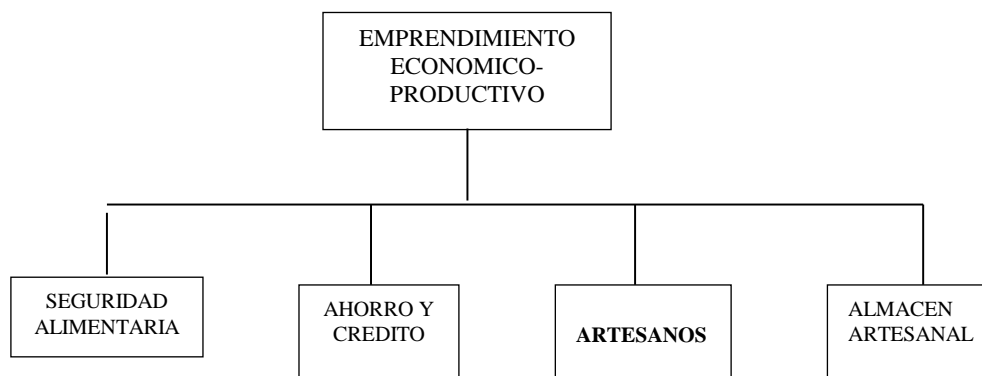 EMPRENDIMIENTO
ECONOMICO-
PRODUCTIVO
SEGURIDAD
ALIMENTARIA
AHORRO Y
CREDITO
ARTESANOS
ALMACEN
ARTESANAL